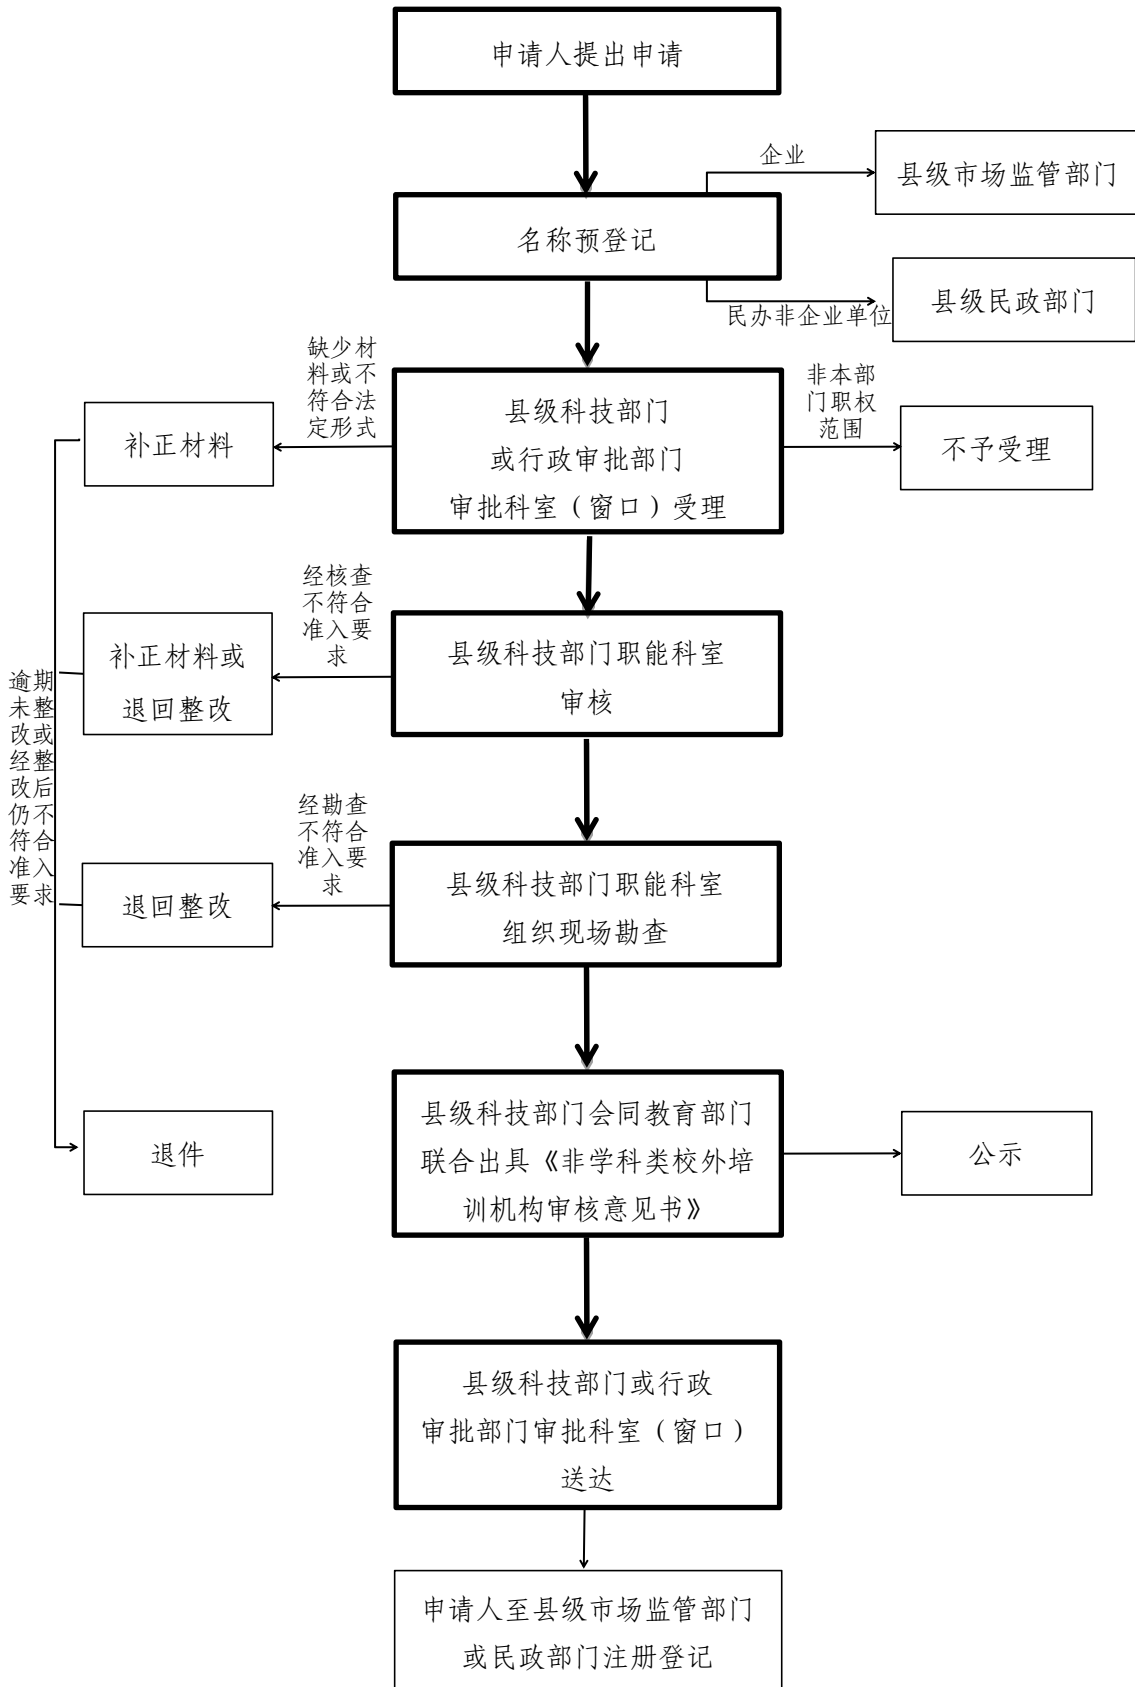 申请人提出申请
企业
县级市场监管部门
名称预登记
民办非企业单位
县级民政部门
缺少材
料或不
符合法
定形式
非本部
门职权
范围
补正材料
县级科技部门
或行政审批部门
审批科室（窗口）受理
不予受理
经核查
不符合
准入要
求
补正材料或
退回整改
县级科技部门职能科室
审核
逾期
未整
改或
经整
改后
仍不
符合
准入
要求
经勘查
不符合
准入要
求
退回整改
县级科技部门职能科室
组织现场勘查
退件
县级科技部门会同教育部门
联合出具《非学科类校外培
训机构审核意见书》
公示
县级科技部门或行政
审批部门审批科室（窗口）
送达
申请人至县级市场监管部门
或民政部门注册登记